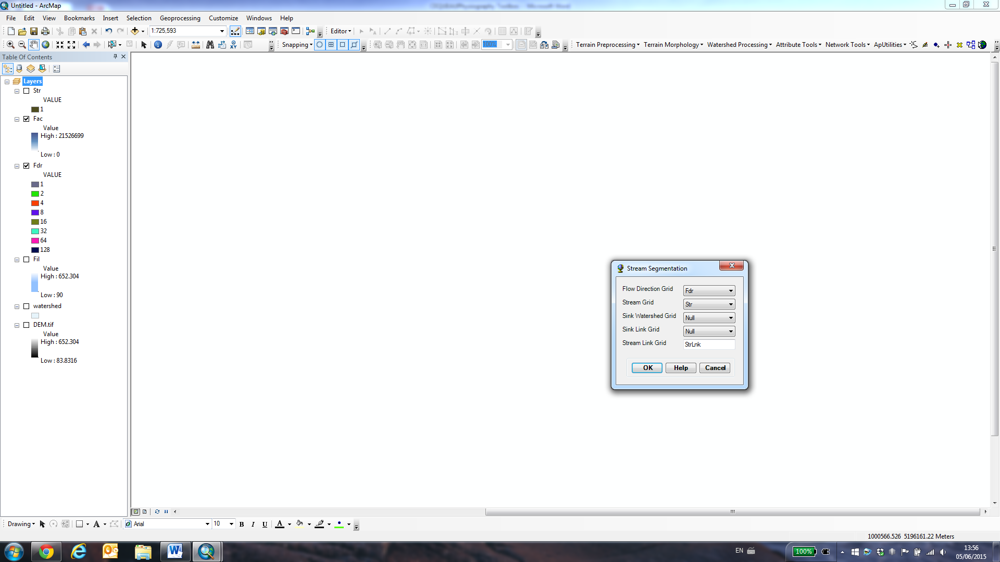 Untitled - ArcMap
File Edit View Bookmarks Insert Selection Geoprocessing Customize Windows Help
1:725,593 Editor
Snapping 100% Terrain Preprocessing Terrain Morphology Watershed Processing Attribute Tools Network Tools ApUtilities
Table Of Contents
Layers
Str
VALUE
1
Fac
Value
High : 21526699
Low : 0
Fdr
VALUE
1
2
4
8
16
32
64
128
Fil
Value
High : 652.304
Low : 90
watershed
DEM.tif
Value
High : 652.304
Low : 83.8316
Stream Segmentation
Flow Direction Grid Fdr
Stream Grid Str
Sink Watershed Grid Null
Sink Link Grid Null
Stream Link Grid StrLnk
OK Help Cancel
Drawing A Arial 10 B I U A
1000566.526 5196161.22 Meters
EN 100% 13:56
05/06/2015